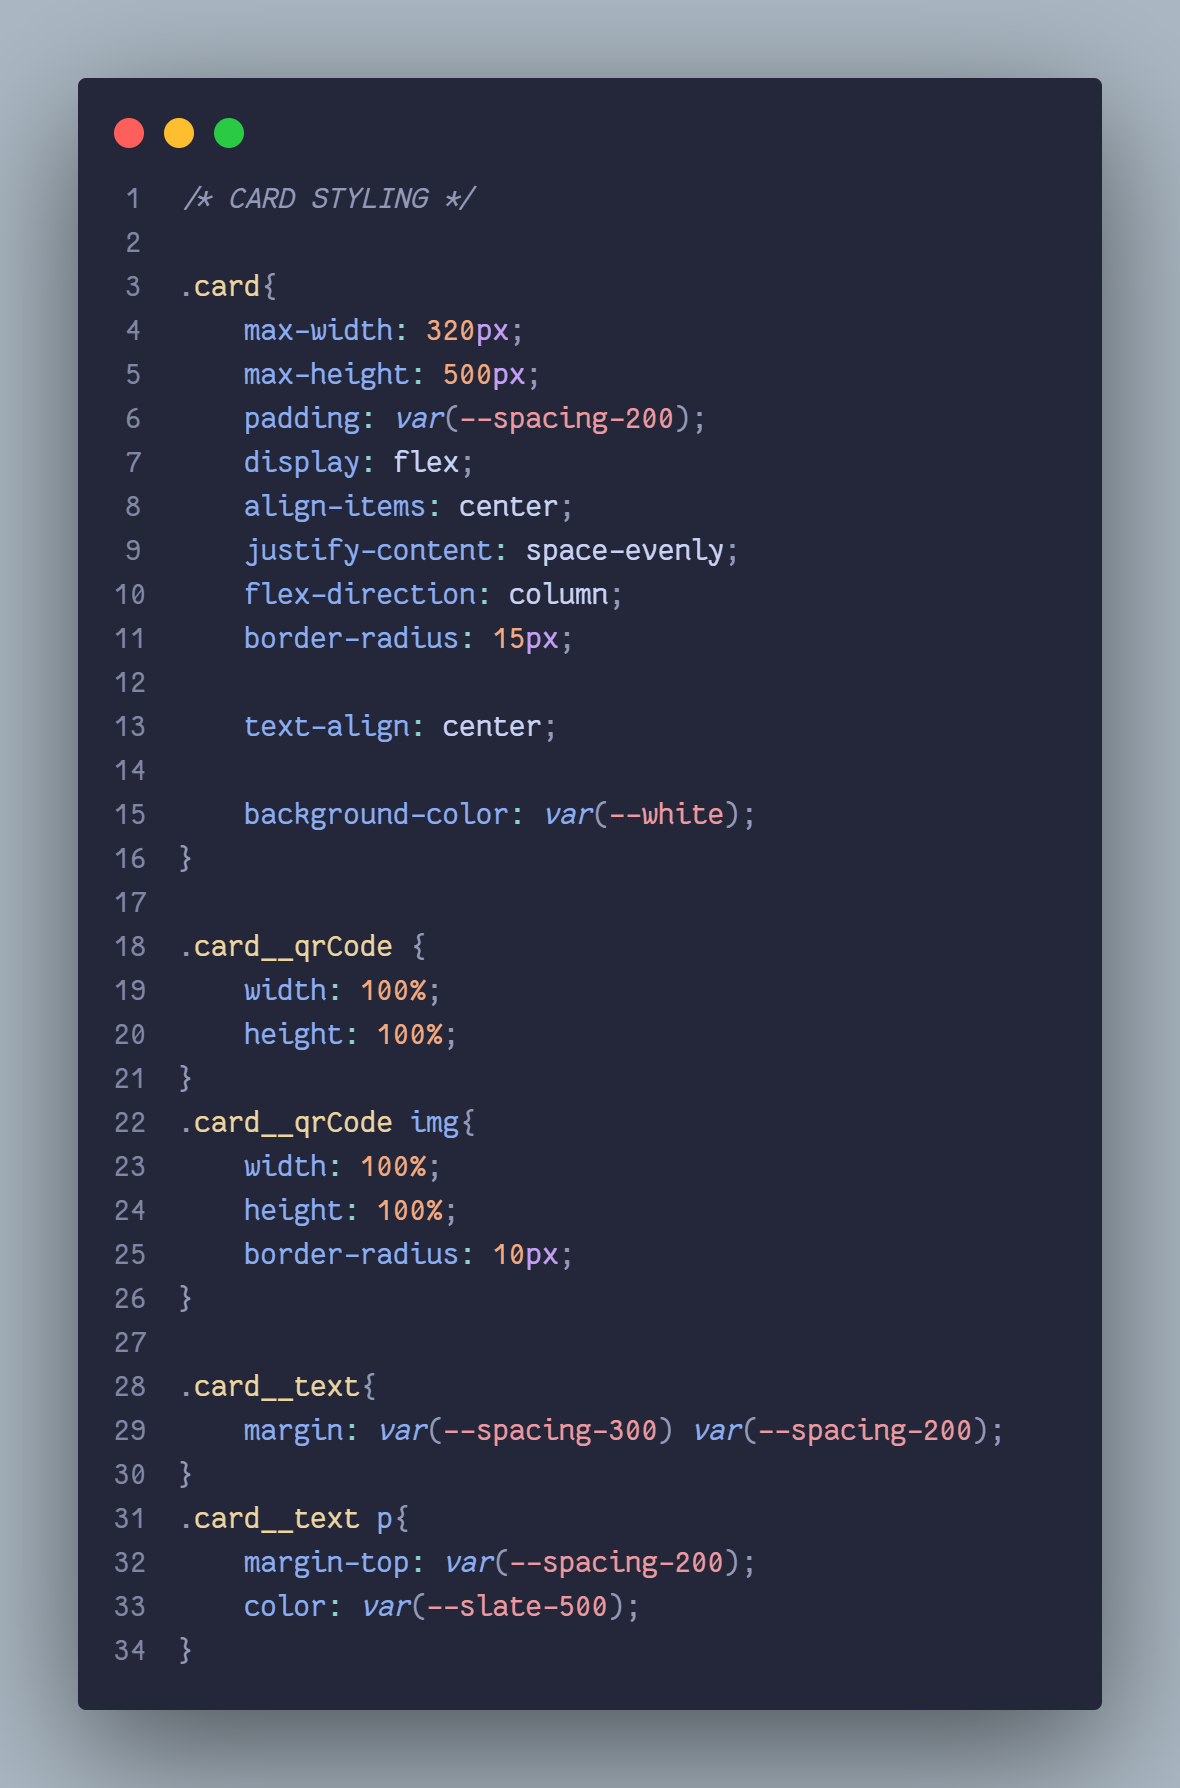 1 /* CARD STYLING */
2
3 .card{
4     max-width: 320px;
5     max-height: 500px;
6     padding: var(--spacing-200);
7     display: flex;
8     align-items: center;
9     justify-content: space-evenly;
10     flex-direction: column;
11     border-radius: 15px;
12
13     text-align: center;
14
15     background-color: var(--white);
16 }
17
18 .card__qrCode {
19     width: 100%;
20     height: 100%;
21 }
22 .card__qrCode img{
23     width: 100%;
24     height: 100%;
25     border-radius: 10px;
26 }
27
28 .card__text{
29     margin: var(--spacing-300) var(--spacing-200);
30 }
31 .card__text p{
32     margin-top: var(--spacing-200);
33     color: var(--slate-500);
34 }